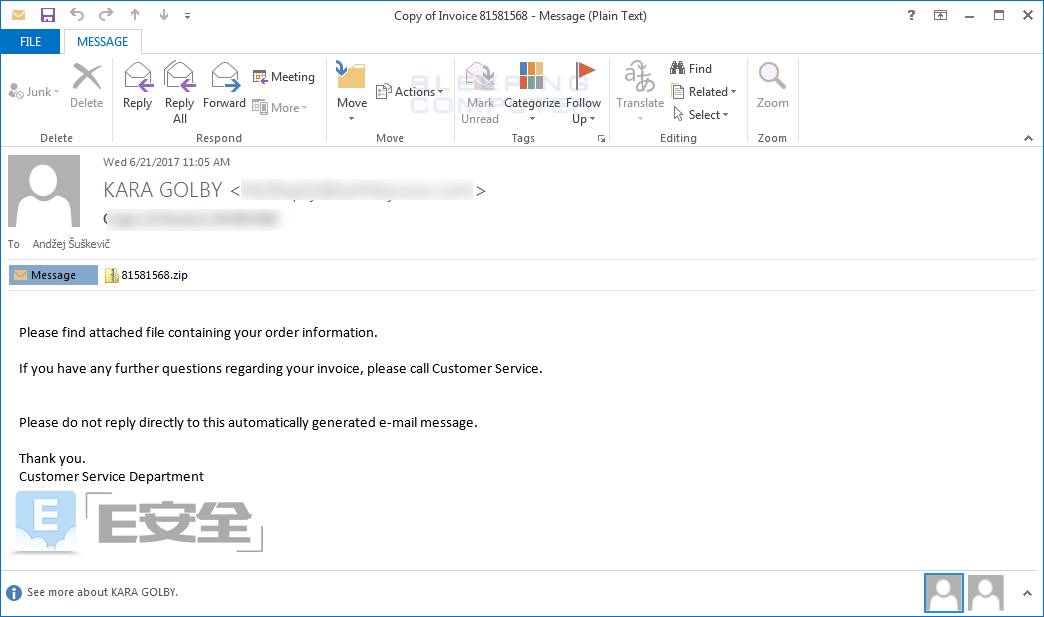 Copy of Invoice 81581568 - Message (Plain Text)
?
FILE
MESSAGE
Junk
Delete
Reply
Reply All
Forward
Meeting
More
Move
Actions
Mark Unread
Categorize
Follow Up
Translate
Find
Related
Select
Zoom
Delete
Respond
Move
Tags
Editing
Zoom
BLEEPING
COMPUTER
Wed 6/21/2017 11:05 AM
KARA GOLBY < >
To Andžej Šuškevič
Message
81581568.zip
Please find attached file containing your order information.
If you have any further questions regarding your invoice, please call Customer Service.
Please do not reply directly to this automatically generated e-mail message.
Thank you.
Customer Service Department
E
E安全
See more about KARA GOLBY.